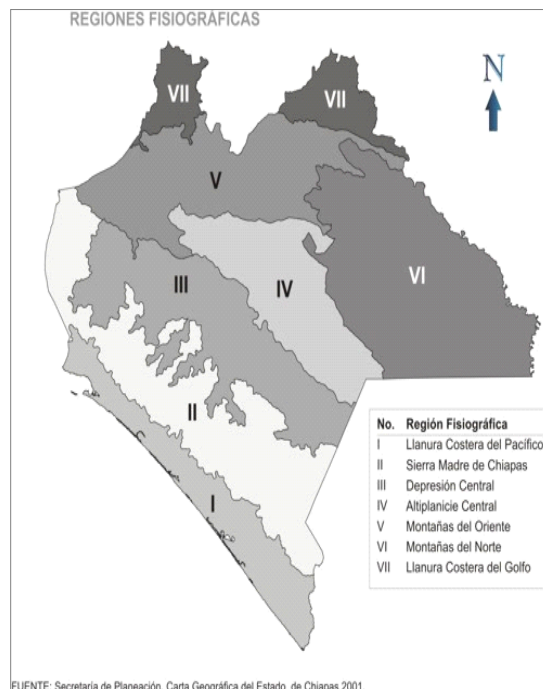 REGIONES FISIOGRÁFICAS
N
VII
VII
V
VI
III
IV
II
I
No. Región Fisiográfica
I Llanura Costera del Pacífico
II Sierra Madre de Chiapas
III Depresión Central
IV Altiplanicie Central
V Montañas del Oriente
VI Montañas del Norte
VII Llanura Costera del Golfo
FUENTE: Secretaría de Planeación, Carta Geográfica del Estado, de Chiapas 2001